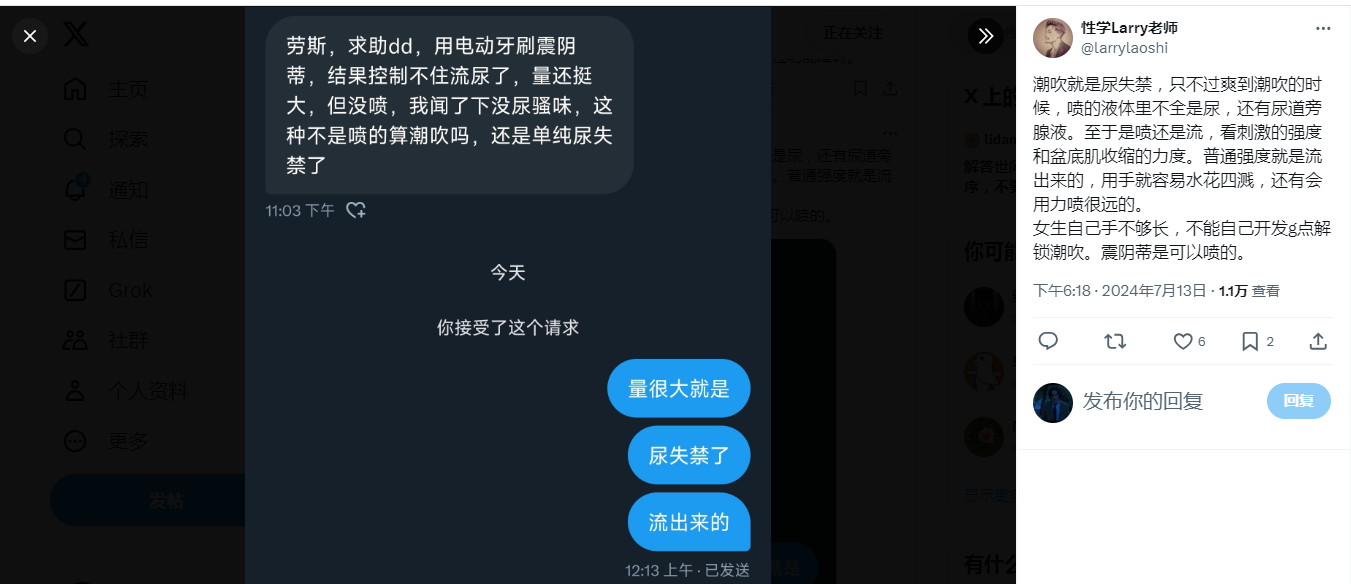 劳斯，求助dd，用电动牙刷震阴
蒂，结果控制不住流尿了，量还挺
大，但没喷，我闻了下没尿骚味，这
种不是喷的算潮吹吗，还是单纯尿失
禁了
11:03 下午
今天
你接受了这个请求
量很大就是
尿失禁了
流出来的
12:13 上午 · 已发送
主页
探索
通知
私信
Grok
社群
个人资料
更多
发帖
正在关注
X 上的
你可能
显示更
有什么
性学Larry老师
@larrylaoshi
潮吹就是尿失禁，只不过爽到潮吹的时
候，喷的液体里不全是尿，还有尿道旁
腺液。至于是喷还是流，看刺激的强度
和盆底肌收缩的力度。普通强度就是流
出来的，用手就容易水花四溅，还有会
用力喷很远的。
女生自己手不够长，不能自己开发g点解
锁潮吹。震阴蒂是可以喷的。
下午6:18 · 2024年7月13日 · 1.1万 查看
6
2
发布你的回复
回复